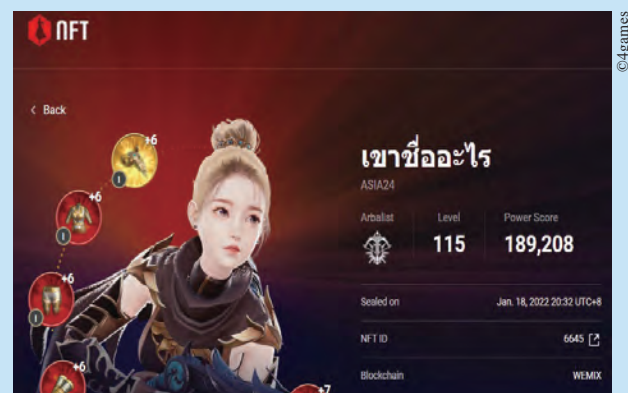 NFT
©4games
< Back
+6
I
+6
I
+6
I
+6
+7
เขาชื่ออะไร
ASIA24
Arbalist Level Power Score
115 189,208
Sealed on Jan. 18, 2022 20:32 UTC+8
NFT ID 6645
Blockchain WEMIX